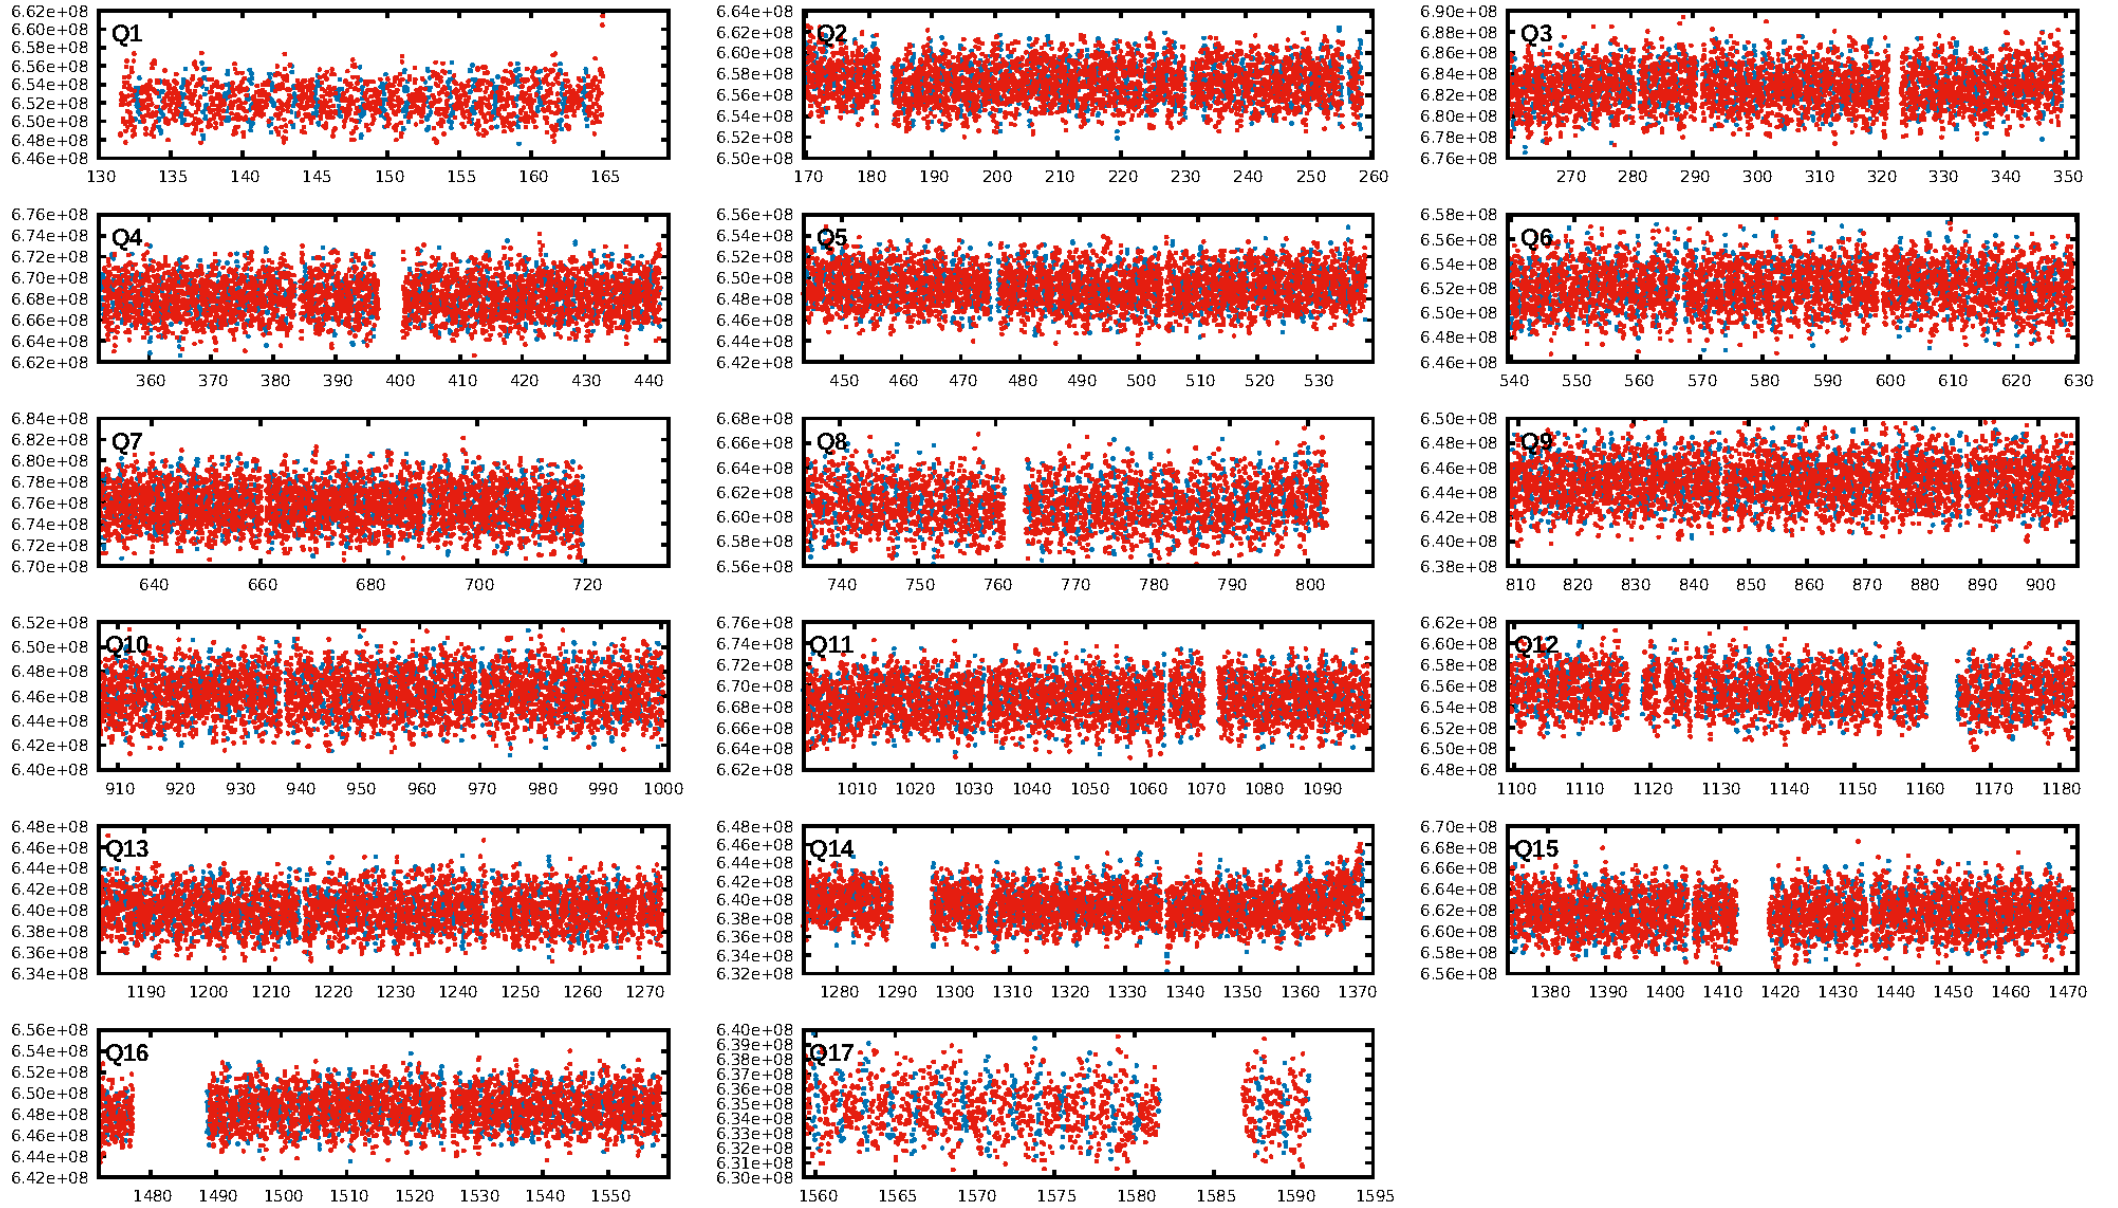 Q1
6.62e+08
6.60e+08
6.58e+08
6.56e+08
6.54e+08
6.52e+08
6.50e+08
6.48e+08
6.46e+08
130 135 140 145 150 155 160 165
Q2
6.64e+08
6.62e+08
6.60e+08
6.58e+08
6.56e+08
6.54e+08
6.52e+08
6.50e+08
170 180 190 200 210 220 230 240 250 260
Q3
6.90e+08
6.88e+08
6.86e+08
6.84e+08
6.82e+08
6.80e+08
6.78e+08
6.76e+08
270 280 290 300 310 320 330 340 350
Q4
6.76e+08
6.74e+08
6.72e+08
6.70e+08
6.68e+08
6.66e+08
6.64e+08
6.62e+08
360 370 380 390 400 410 420 430 440
Q5
6.56e+08
6.54e+08
6.52e+08
6.50e+08
6.48e+08
6.46e+08
6.44e+08
6.42e+08
450 460 470 480 490 500 510 520 530
Q6
6.58e+08
6.56e+08
6.54e+08
6.52e+08
6.50e+08
6.48e+08
6.46e+08
540 550 560 570 580 590 600 610 620 630
Q7
6.84e+08
6.82e+08
6.80e+08
6.78e+08
6.76e+08
6.74e+08
6.72e+08
6.70e+08
640 660 680 700 720
Q8
6.68e+08
6.66e+08
6.64e+08
6.62e+08
6.60e+08
6.58e+08
6.56e+08
740 750 760 770 780 790 800
Q9
6.50e+08
6.48e+08
6.46e+08
6.44e+08
6.42e+08
6.40e+08
6.38e+08
810 820 830 840 850 860 870 880 890 900
Q10
6.52e+08
6.50e+08
6.48e+08
6.46e+08
6.44e+08
6.42e+08
6.40e+08
910 920 930 940 950 960 970 980 990 1000
Q11
6.76e+08
6.74e+08
6.72e+08
6.70e+08
6.68e+08
6.66e+08
6.64e+08
6.62e+08
1010 1020 1030 1040 1050 1060 1070 1080 1090
Q12
6.62e+08
6.60e+08
6.58e+08
6.56e+08
6.54e+08
6.52e+08
6.50e+08
6.48e+08
1100 1110 1120 1130 1140 1150 1160 1170 1180
Q13
6.48e+08
6.46e+08
6.44e+08
6.42e+08
6.40e+08
6.38e+08
6.36e+08
6.34e+08
1190 1200 1210 1220 1230 1240 1250 1260 1270
Q14
6.48e+08
6.46e+08
6.44e+08
6.42e+08
6.40e+08
6.38e+08
6.36e+08
6.34e+08
6.32e+08
1280 1290 1300 1310 1320 1330 1340 1350 1360 1370
Q15
6.70e+08
6.68e+08
6.66e+08
6.64e+08
6.62e+08
6.60e+08
6.58e+08
6.56e+08
1380 1390 1400 1410 1420 1430 1440 1450 1460 1470
Q16
6.56e+08
6.54e+08
6.52e+08
6.50e+08
6.48e+08
6.46e+08
6.44e+08
6.42e+08
1480 1490 1500 1510 1520 1530 1540 1550
Q17
6.40e+08
6.39e+08
6.38e+08
6.37e+08
6.36e+08
6.35e+08
6.34e+08
6.33e+08
6.32e+08
6.31e+08
6.30e+08
1560 1565 1570 1575 1580 1585 1590 1595